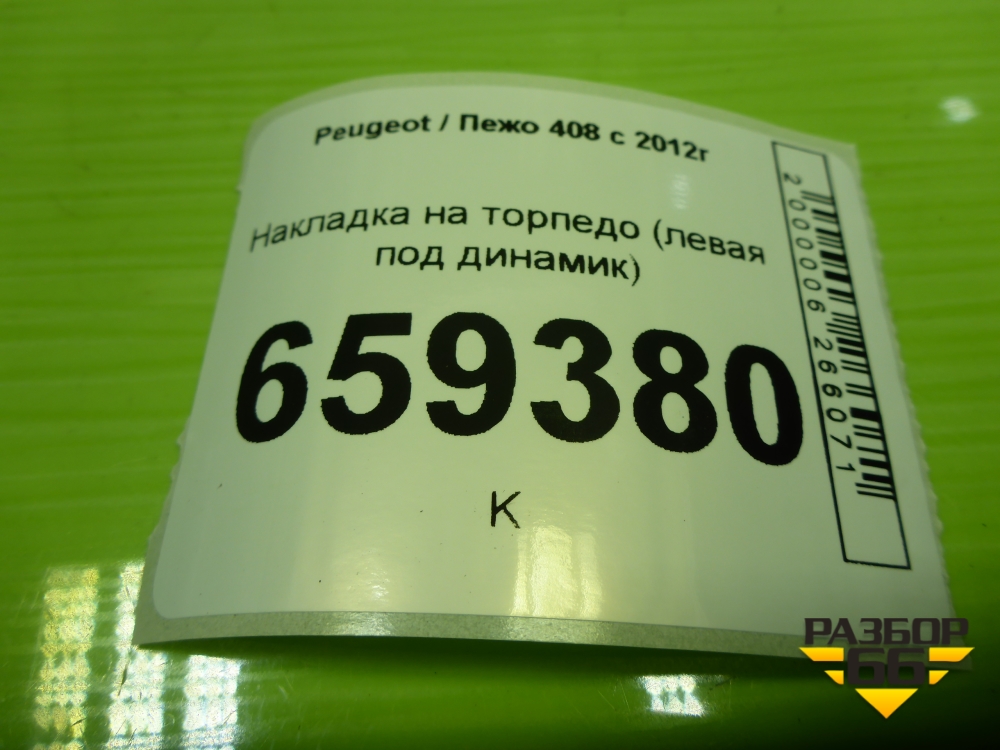 Peugeot / Пежо 408 с 2012г
Накладка на торпедо (левая
под динамик)
659380
К
2000006266071
РАЗБОР
66